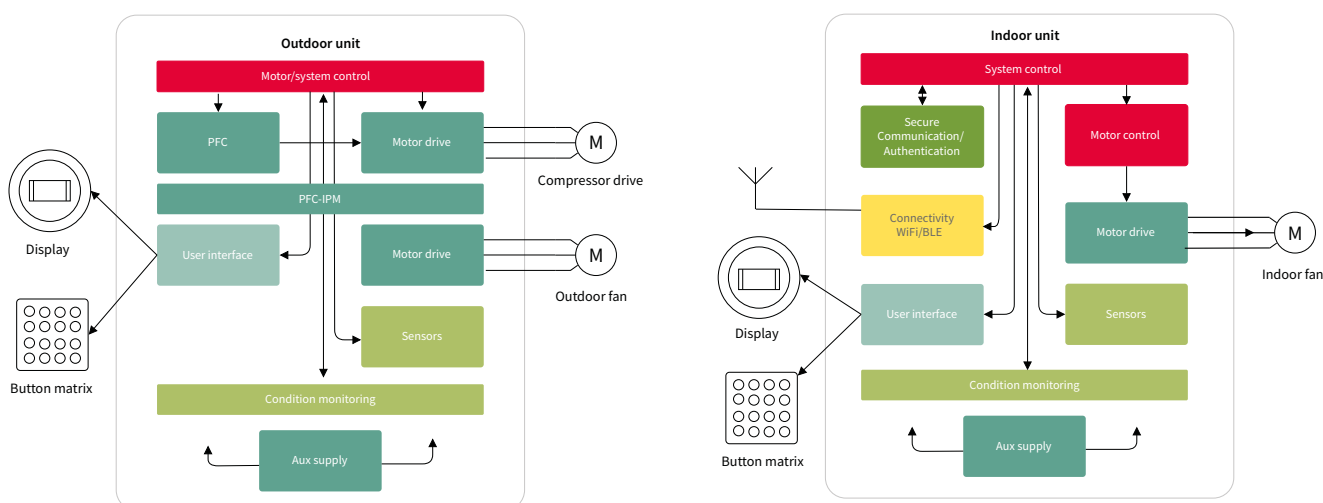 Outdoor unit
Motor/system control
PFC
Motor drive
M
Compressor drive
PFC-IPM
Display
User interface
Motor drive
M
Outdoor fan
Button matrix
Sensors
Condition monitoring
Aux supply
Indoor unit
System control
Secure
Communication/
Authentication
Motor control
Connectivity
WiFi/BLE
Motor drive
M
Indoor fan
Display
User interface
Sensors
Button matrix
Condition monitoring
Aux supply